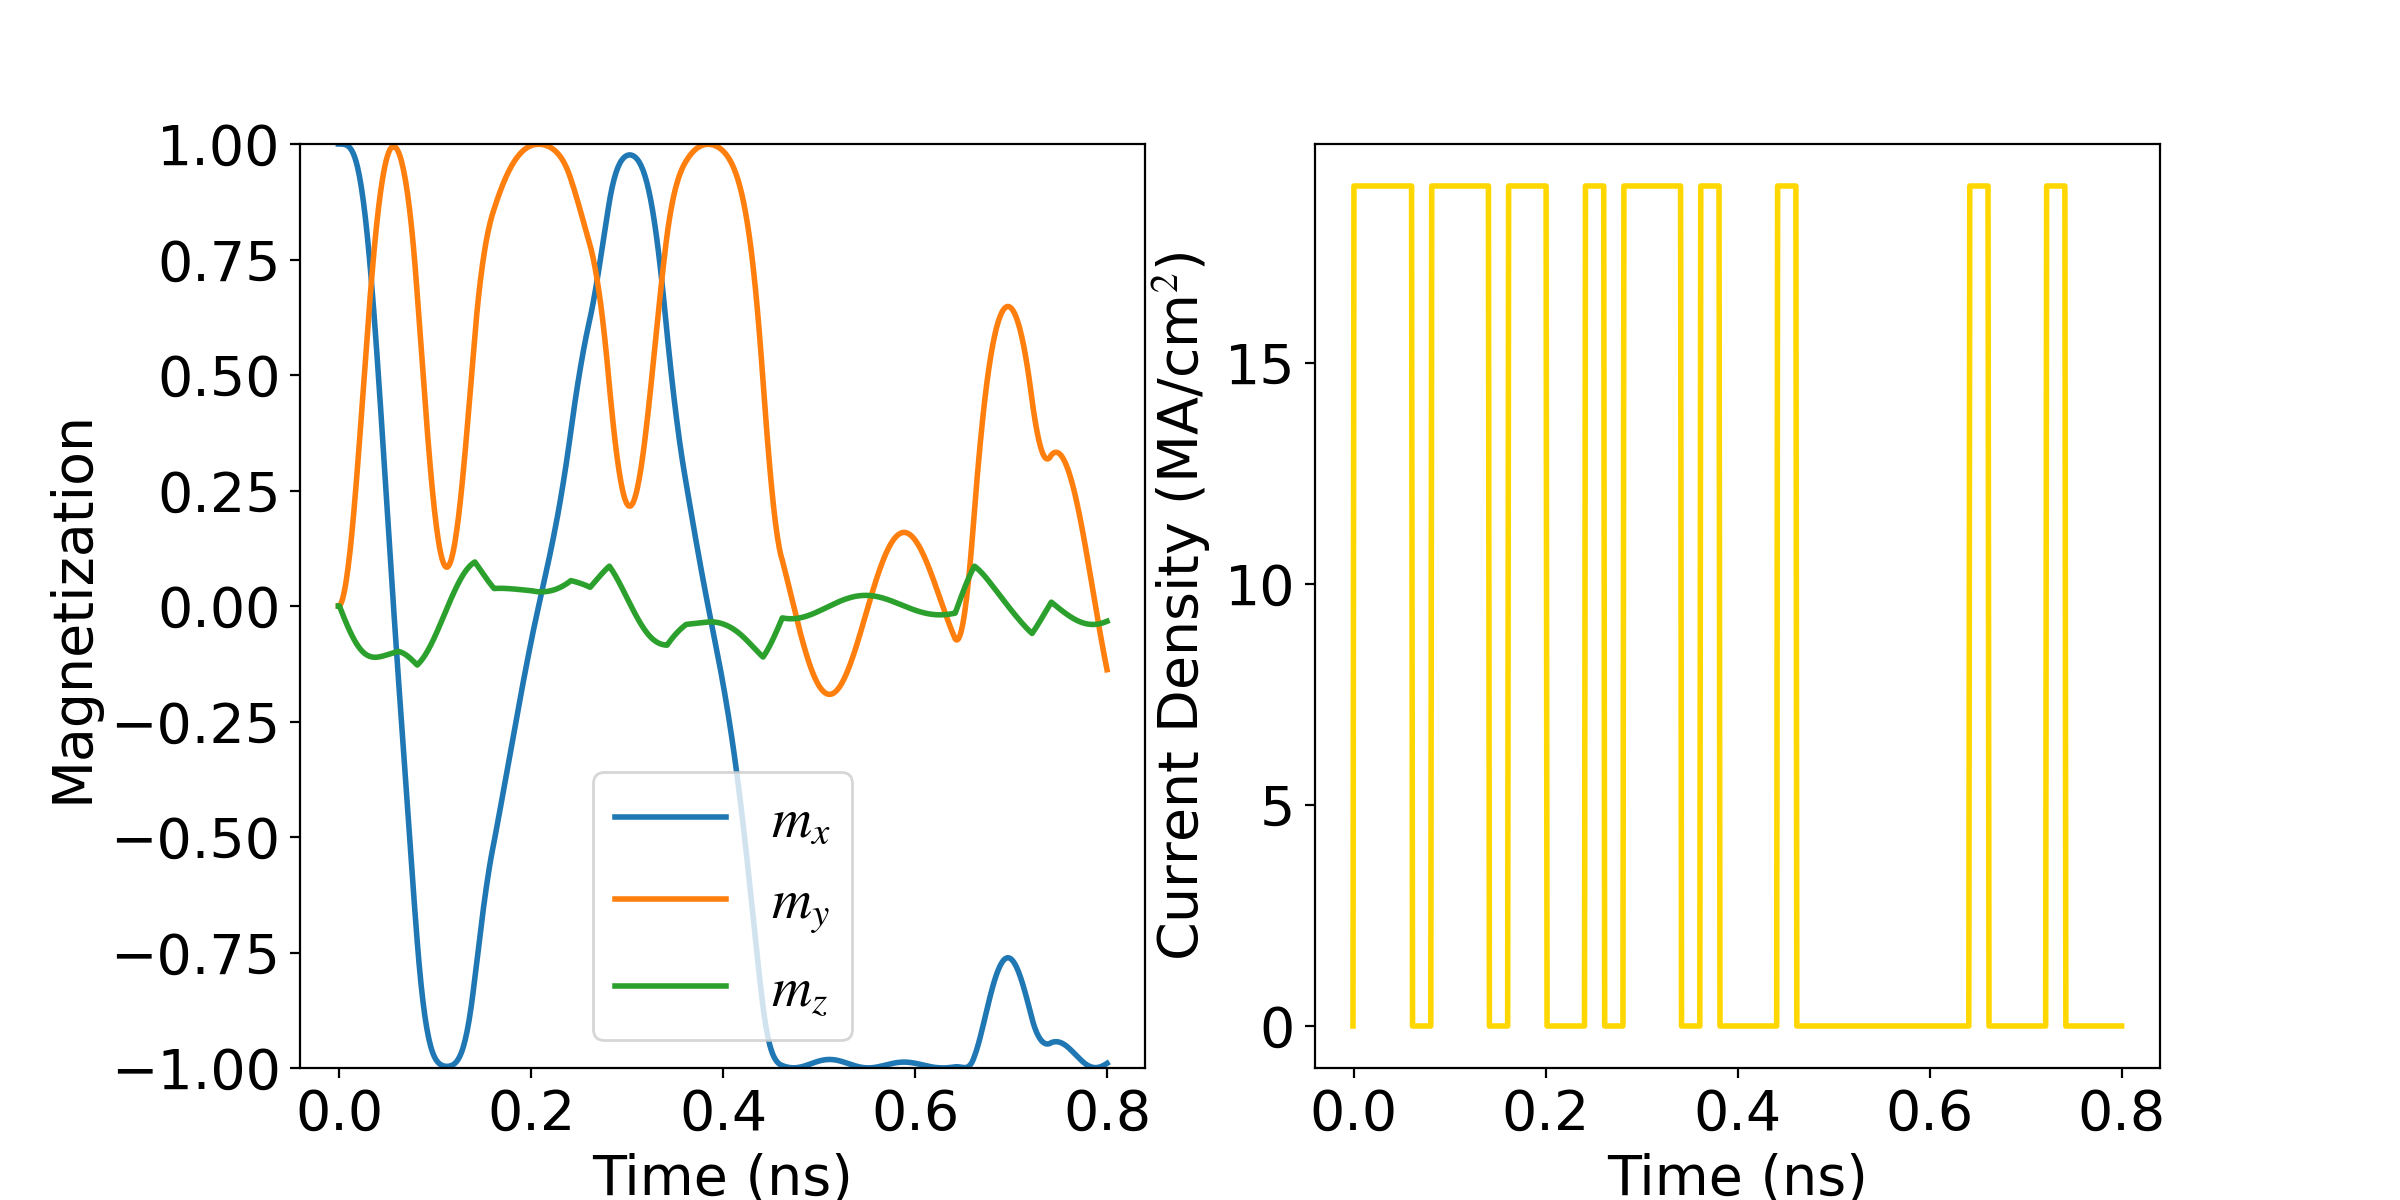 Magnetization
1.00
0.75
0.50
0.25
0.00
−0.25
−0.50
−0.75
−1.00
0.0 0.2 0.4 0.6 0.8
Time (ns)
m_x
m_y
m_z
Current Density (MA/cm²)
15
10
5
0
0.0 0.2 0.4 0.6 0.8
Time (ns)